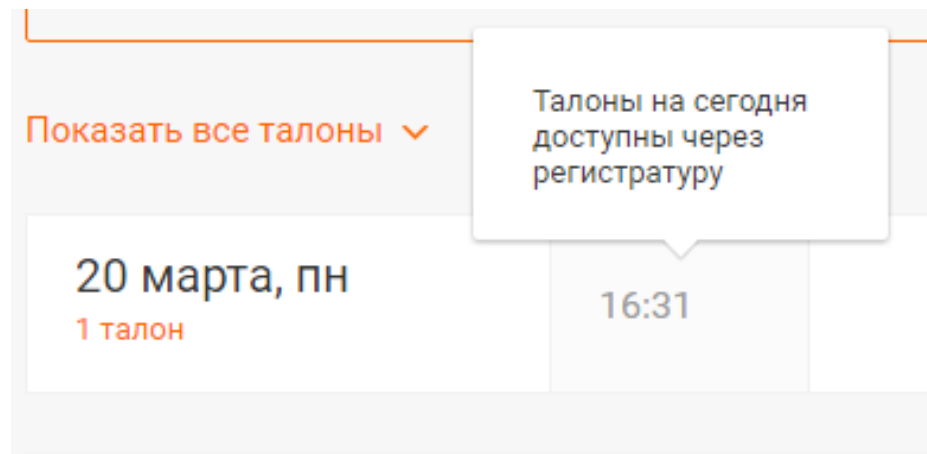 Показать все талоны
Талоны на сегодня
доступны через
регистратуру
20 марта, пн
1 талон
16:31